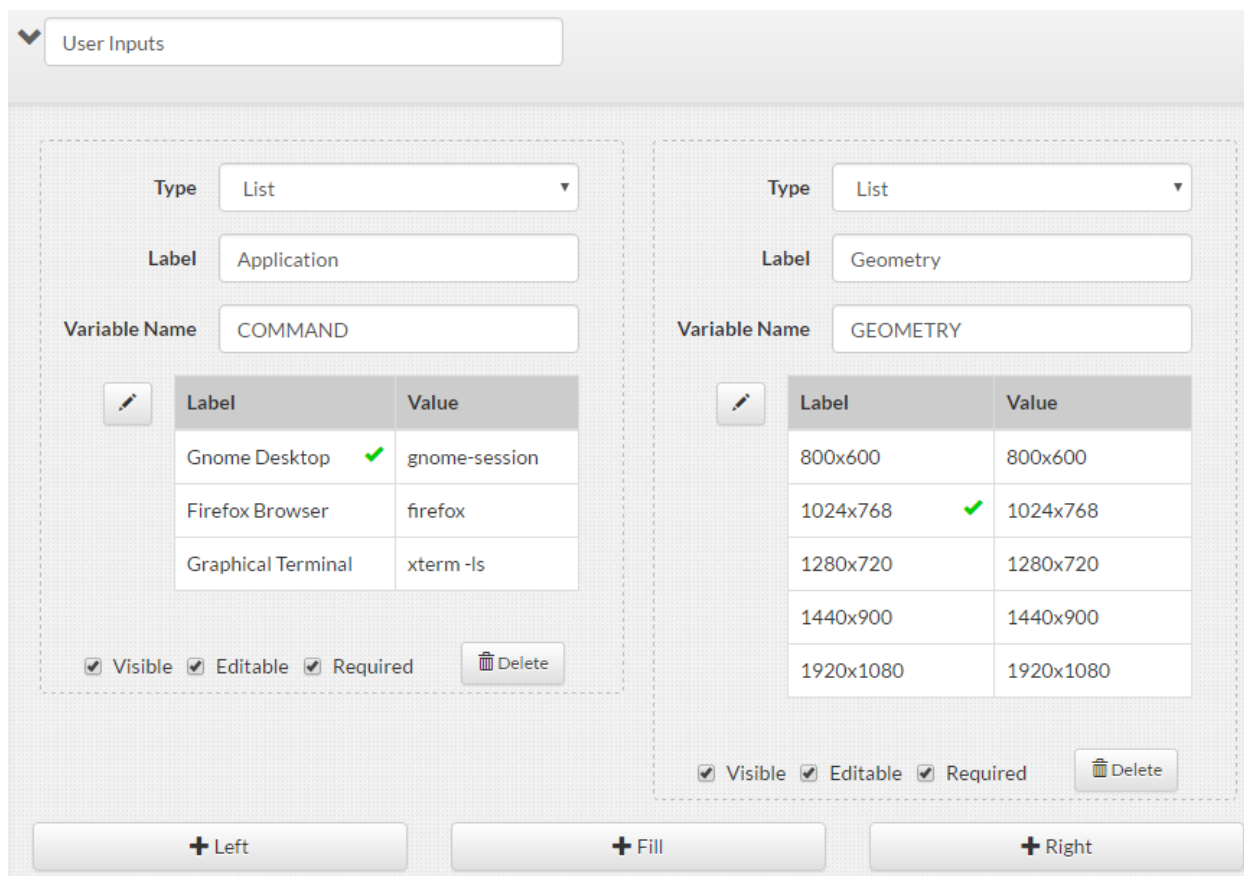 User Inputs
Type List
Label Application
Variable Name COMMAND
Label Value
Gnome Desktop gnome-session
Firefox Browser firefox
Graphical Terminal xterm -ls
Visible Editable Required Delete
Type List
Label Geometry
Variable Name GEOMETRY
Label Value
800x600 800x600
1024x768 1024x768
1280x720 1280x720
1440x900 1440x900
1920x1080 1920x1080
Visible Editable Required Delete
Left Fill Right